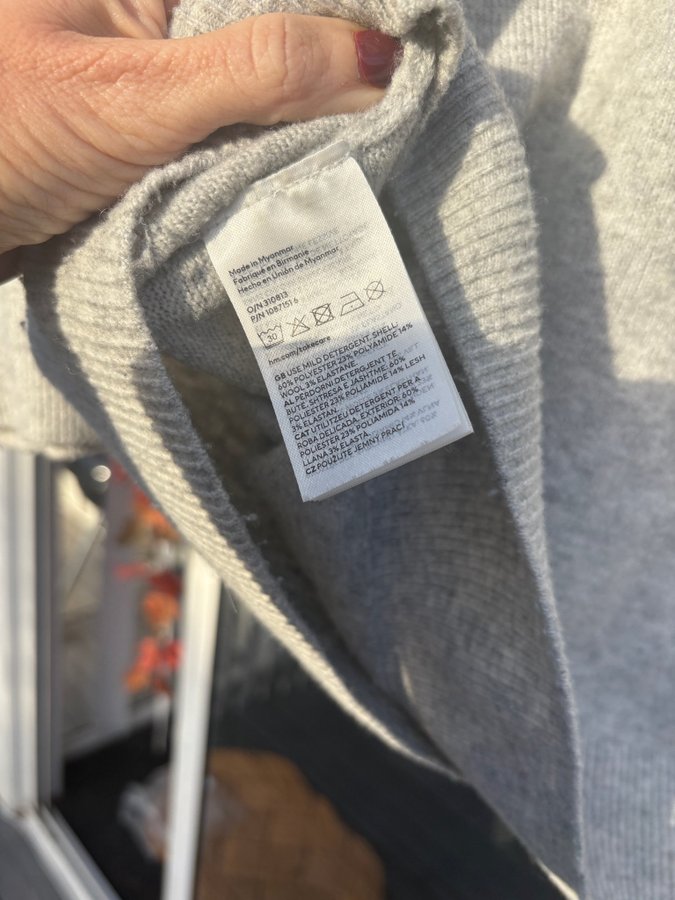 Made in Myanmar
Fabriqué en Birmanie
Hecho en Unión de Myanmar
O/N 310813
P/N 1087151 6
30
hm.com/takecare
GB USE MILD DETERGENT. SHELL:
60% POLYESTER 23% POLYAMIDE 14%
WOOL 3% ELASTANE.
AL PËRDORNI DETERGJENT TË
BUTË. SHTRESA E JASHTME: 60%
POLIESTER 23% POLIAMIDE 14% LESH
3% ELASTANE.
CAT UTILITZEU DETERGENT PER A
ROBA DELICADA. EXTERIOR: 60%
POLIÈSTER 23% POLIAMIDA 14%
LLANA 3% ELASTÀ.
CZ POUŽIJTE JEMNÝ PRACÍ